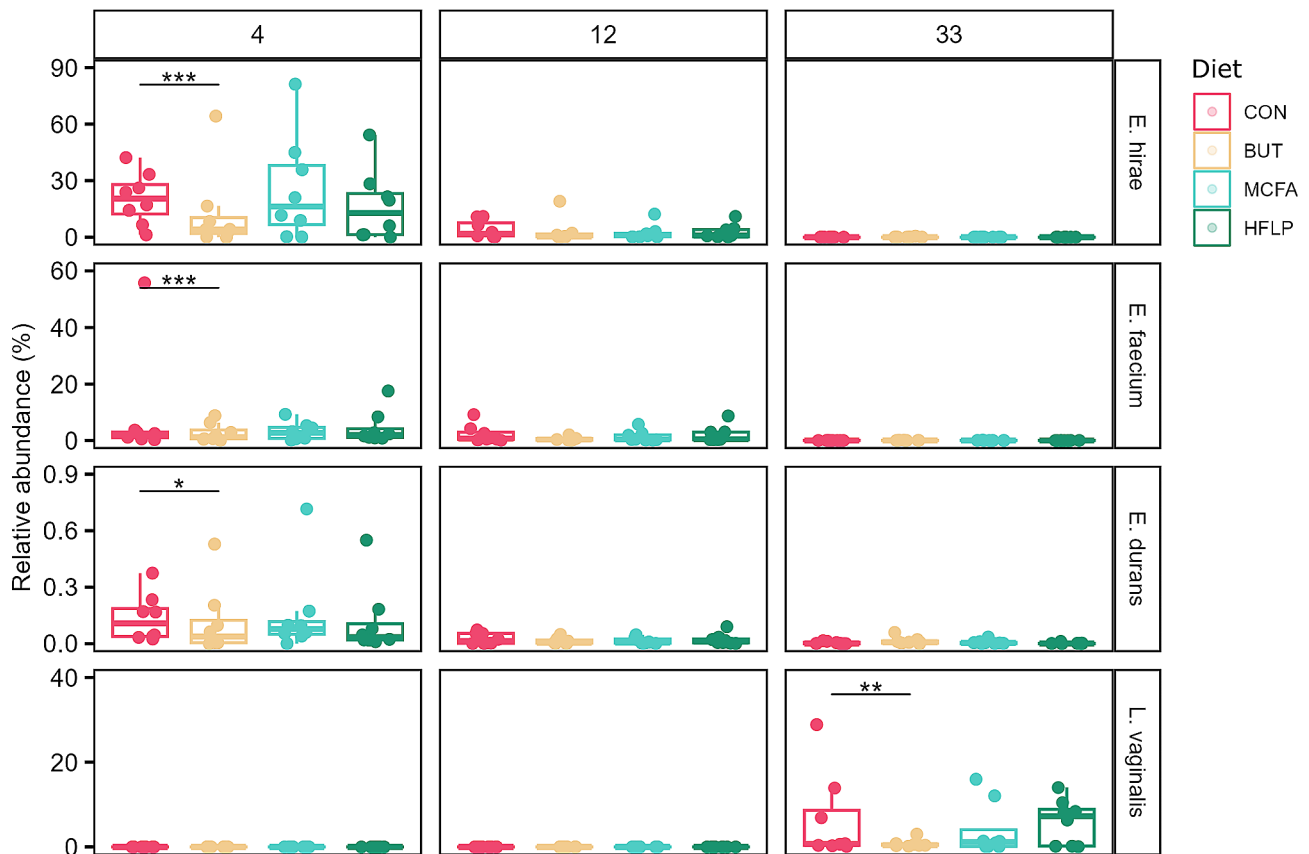 4 12 33
Diet
CON
BUT
MCFA
HFLP
Relative abundance (%)
90
60
30
0
***
E. hirae
60
40
20
0
***
E. faecium
0.9
0.6
0.3
0.0
*
E. durans
40
20
0
**
L. vaginalis